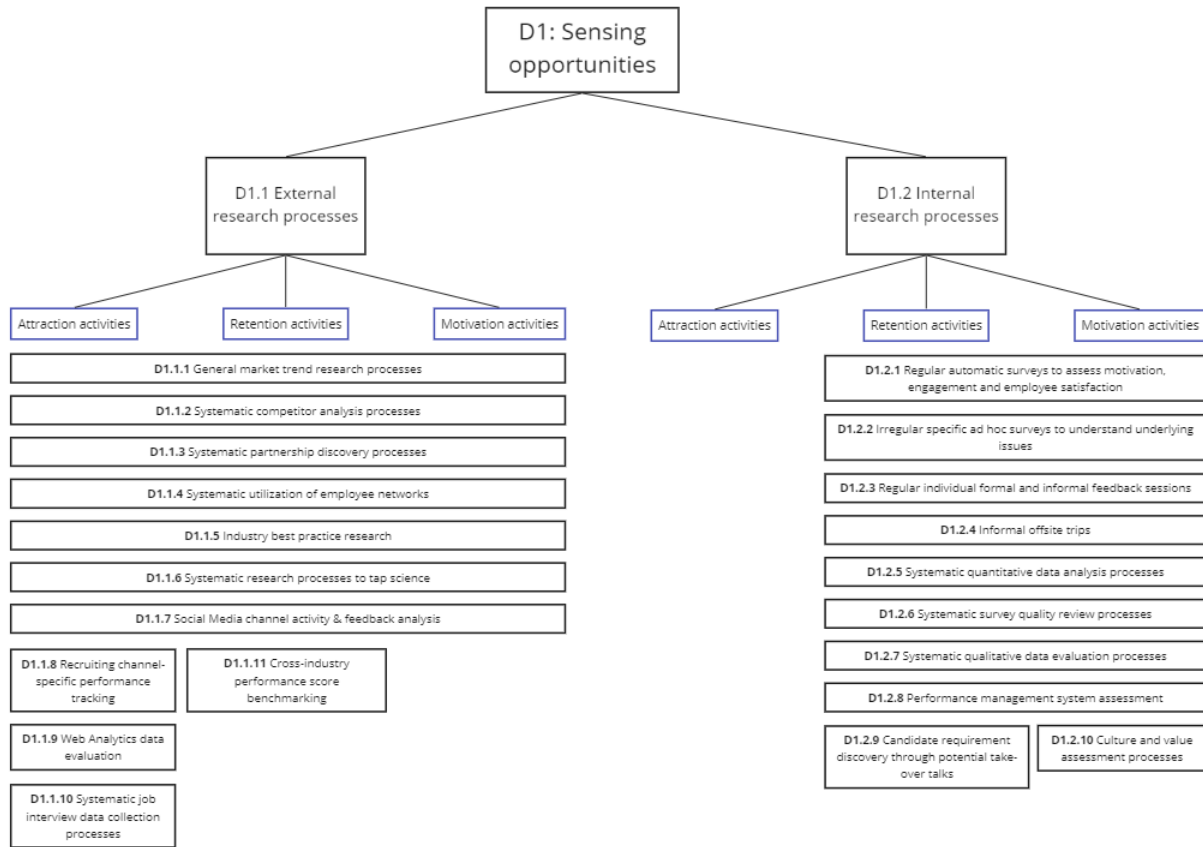 D1: Sensing
opportunities
D1.1 External
research processes
D1.2 Internal
research processes
Attraction activities
Retention activities
Motivation activities
Attraction activities
Retention activities
Motivation activities
D1.1.1 General market trend research processes
D1.1.2 Systematic competitor analysis processes
D1.1.3 Systematic partnership discovery processes
D1.1.4 Systematic utilization of employee networks
D1.1.5 Industry best practice research
D1.1.6 Systematic research processes to tap science
D1.1.7 Social Media channel activity & feedback analysis
D1.1.8 Recruiting channel-
specific performance
tracking
D1.1.11 Cross-industry
performance score
benchmarking
D1.1.9 Web Analytics data
evaluation
D1.1.10 Systematic job
interview data collection
processes
D1.2.1 Regular automatic surveys to assess motivation,
engagement and employee satisfaction
D1.2.2 Irregular specific ad hoc surveys to understand underlying
issues
D1.2.3 Regular individual formal and informal feedback sessions
D1.2.4 Informal offsite trips
D1.2.5 Systematic quantitative data analysis processes
D1.2.6 Systematic survey quality review processes
D1.2.7 Systematic qualitative data evaluation processes
D1.2.8 Performance management system assessment
D1.2.9 Candidate requirement
discovery through potential take-
over talks
D1.2.10 Culture and value
assessment processes